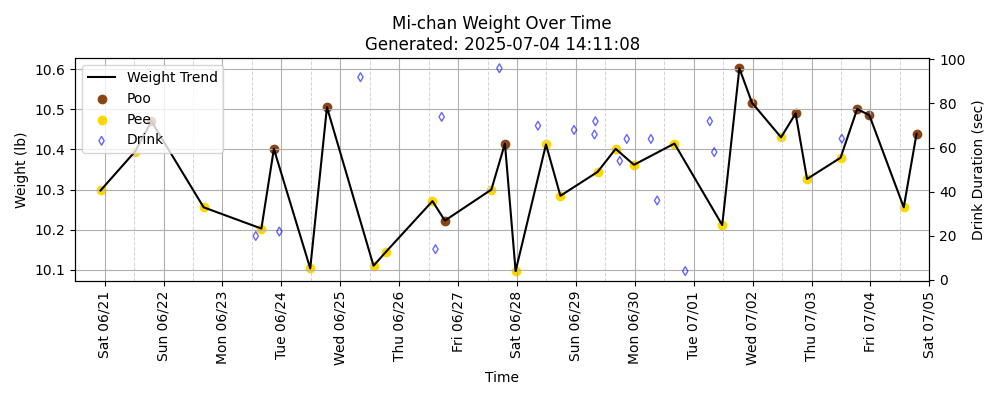 Mi-chan Weight Over Time
Generated: 2025-07-04 14:11:08
Weight Trend
Poo
Pee
Drink
Weight (lb)
10.6
10.5
10.4
10.3
10.2
10.1
Drink Duration (sec)
100
80
60
40
20
0
Sat 06/21
Sun 06/22
Mon 06/23
Tue 06/24
Wed 06/25
Thu 06/26
Fri 06/27
Sat 06/28
Sun 06/29
Mon 06/30
Tue 07/01
Wed 07/02
Thu 07/03
Fri 07/04
Sat 07/05
Time